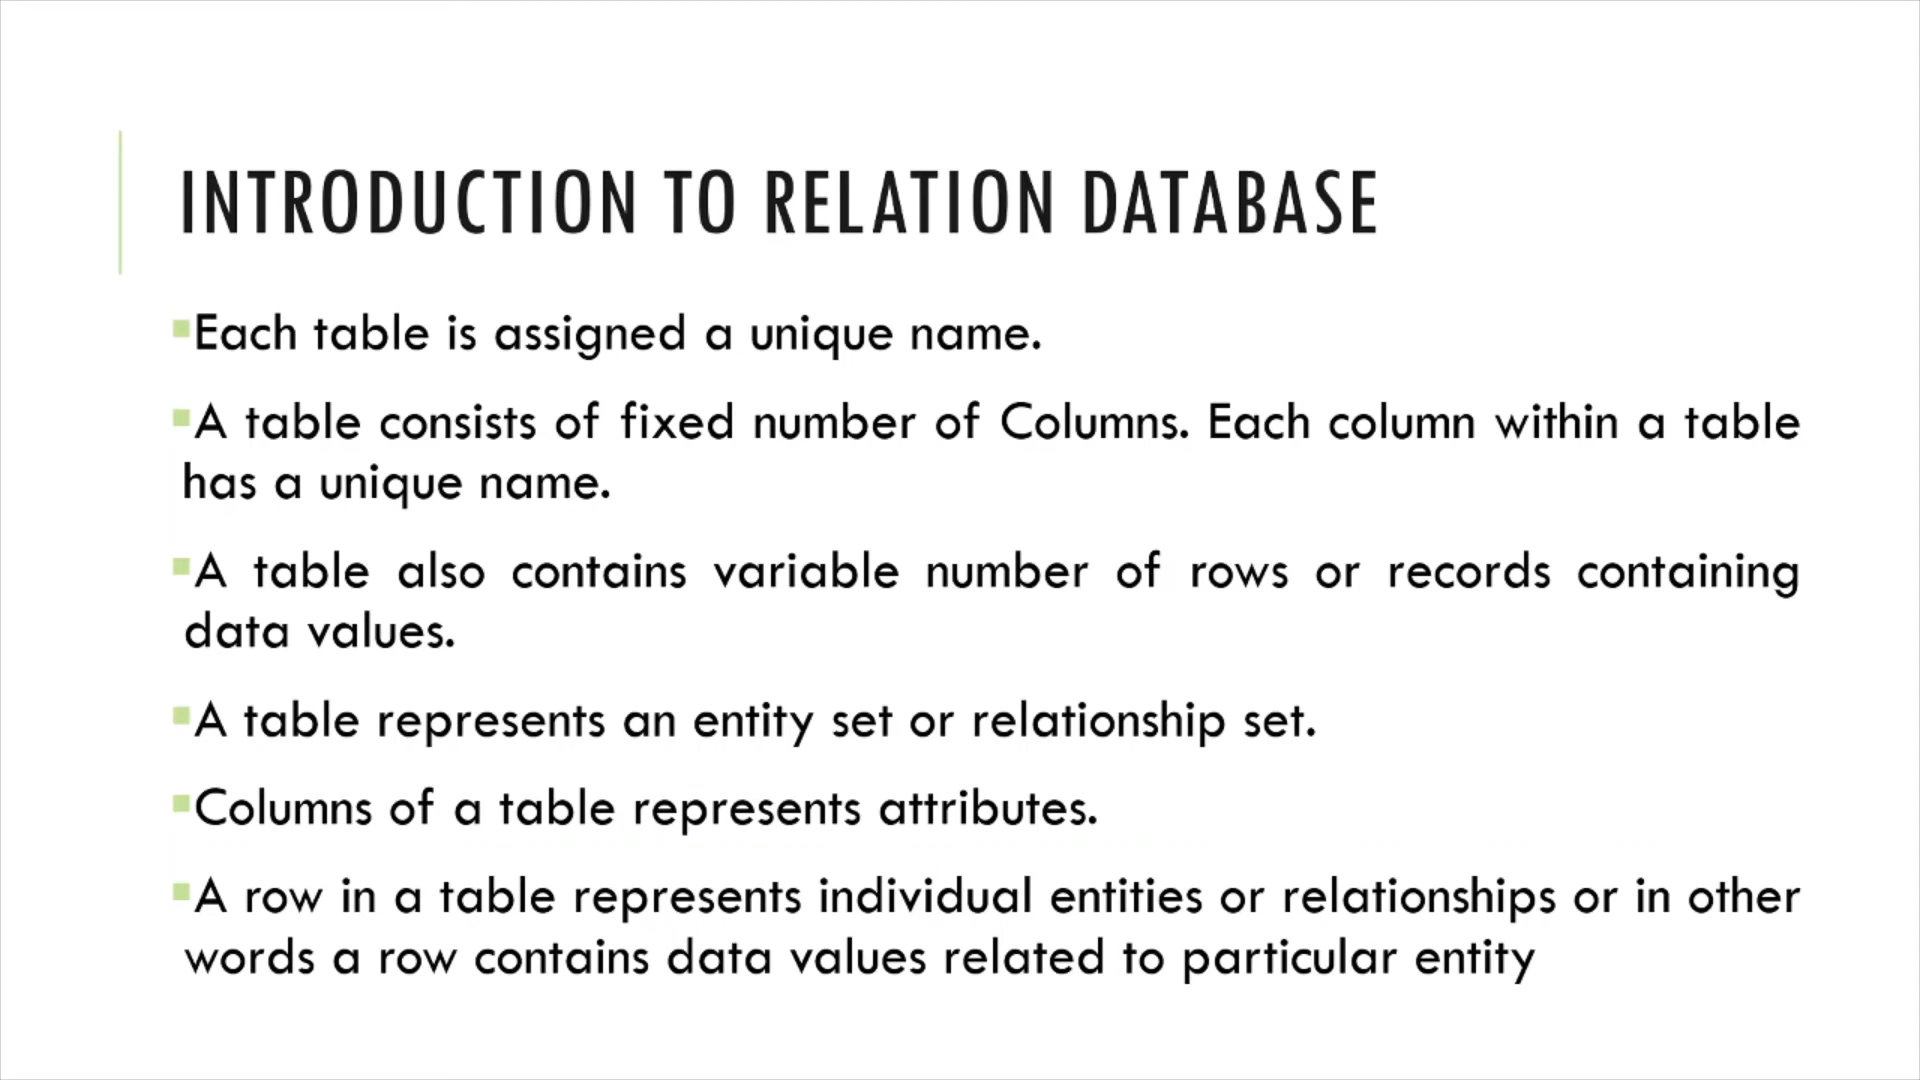 INTRODUCTION TO RELATION DATABASE
▪Each table is assigned a unique name.
▪A table consists of fixed number of Columns. Each column within a table
has a unique name.
▪A table also contains variable number of rows or records containing
data values.
▪A table represents an entity set or relationship set.
▪Columns of a table represents attributes.
▪A row in a table represents individual entities or relationships or in other
words a row contains data values related to particular entity